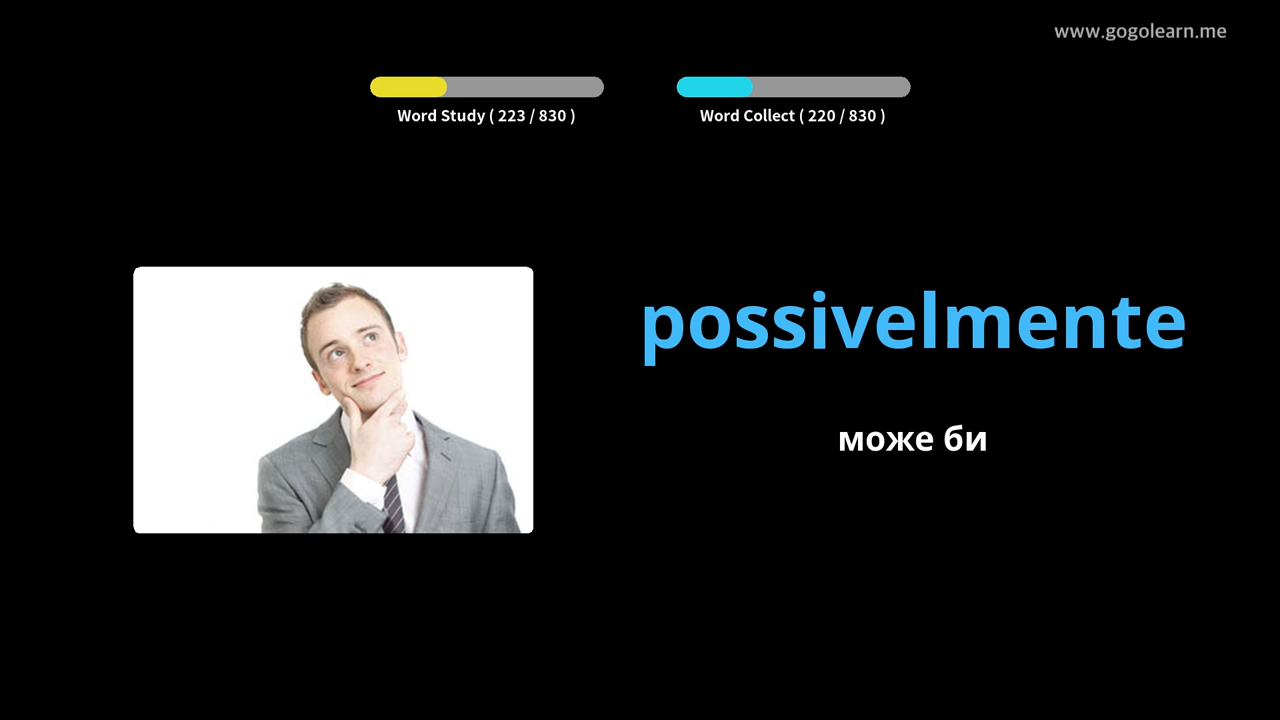 www.gogolearn.me
Word Study ( 223 / 830 )
Word Collect ( 220 / 830 )
possivelmente
може би